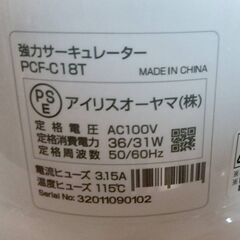 強力サーキュレーター
PCF-C18T
MADE IN CHINA
PS
E
アイリスオーヤマ(株)
定格電圧 AC100V
定格消費電力 36/31W
定格周波数 50/60Hz
電流ヒューズ 3.15A
温度ヒューズ 115℃
Serial No: 32011090102